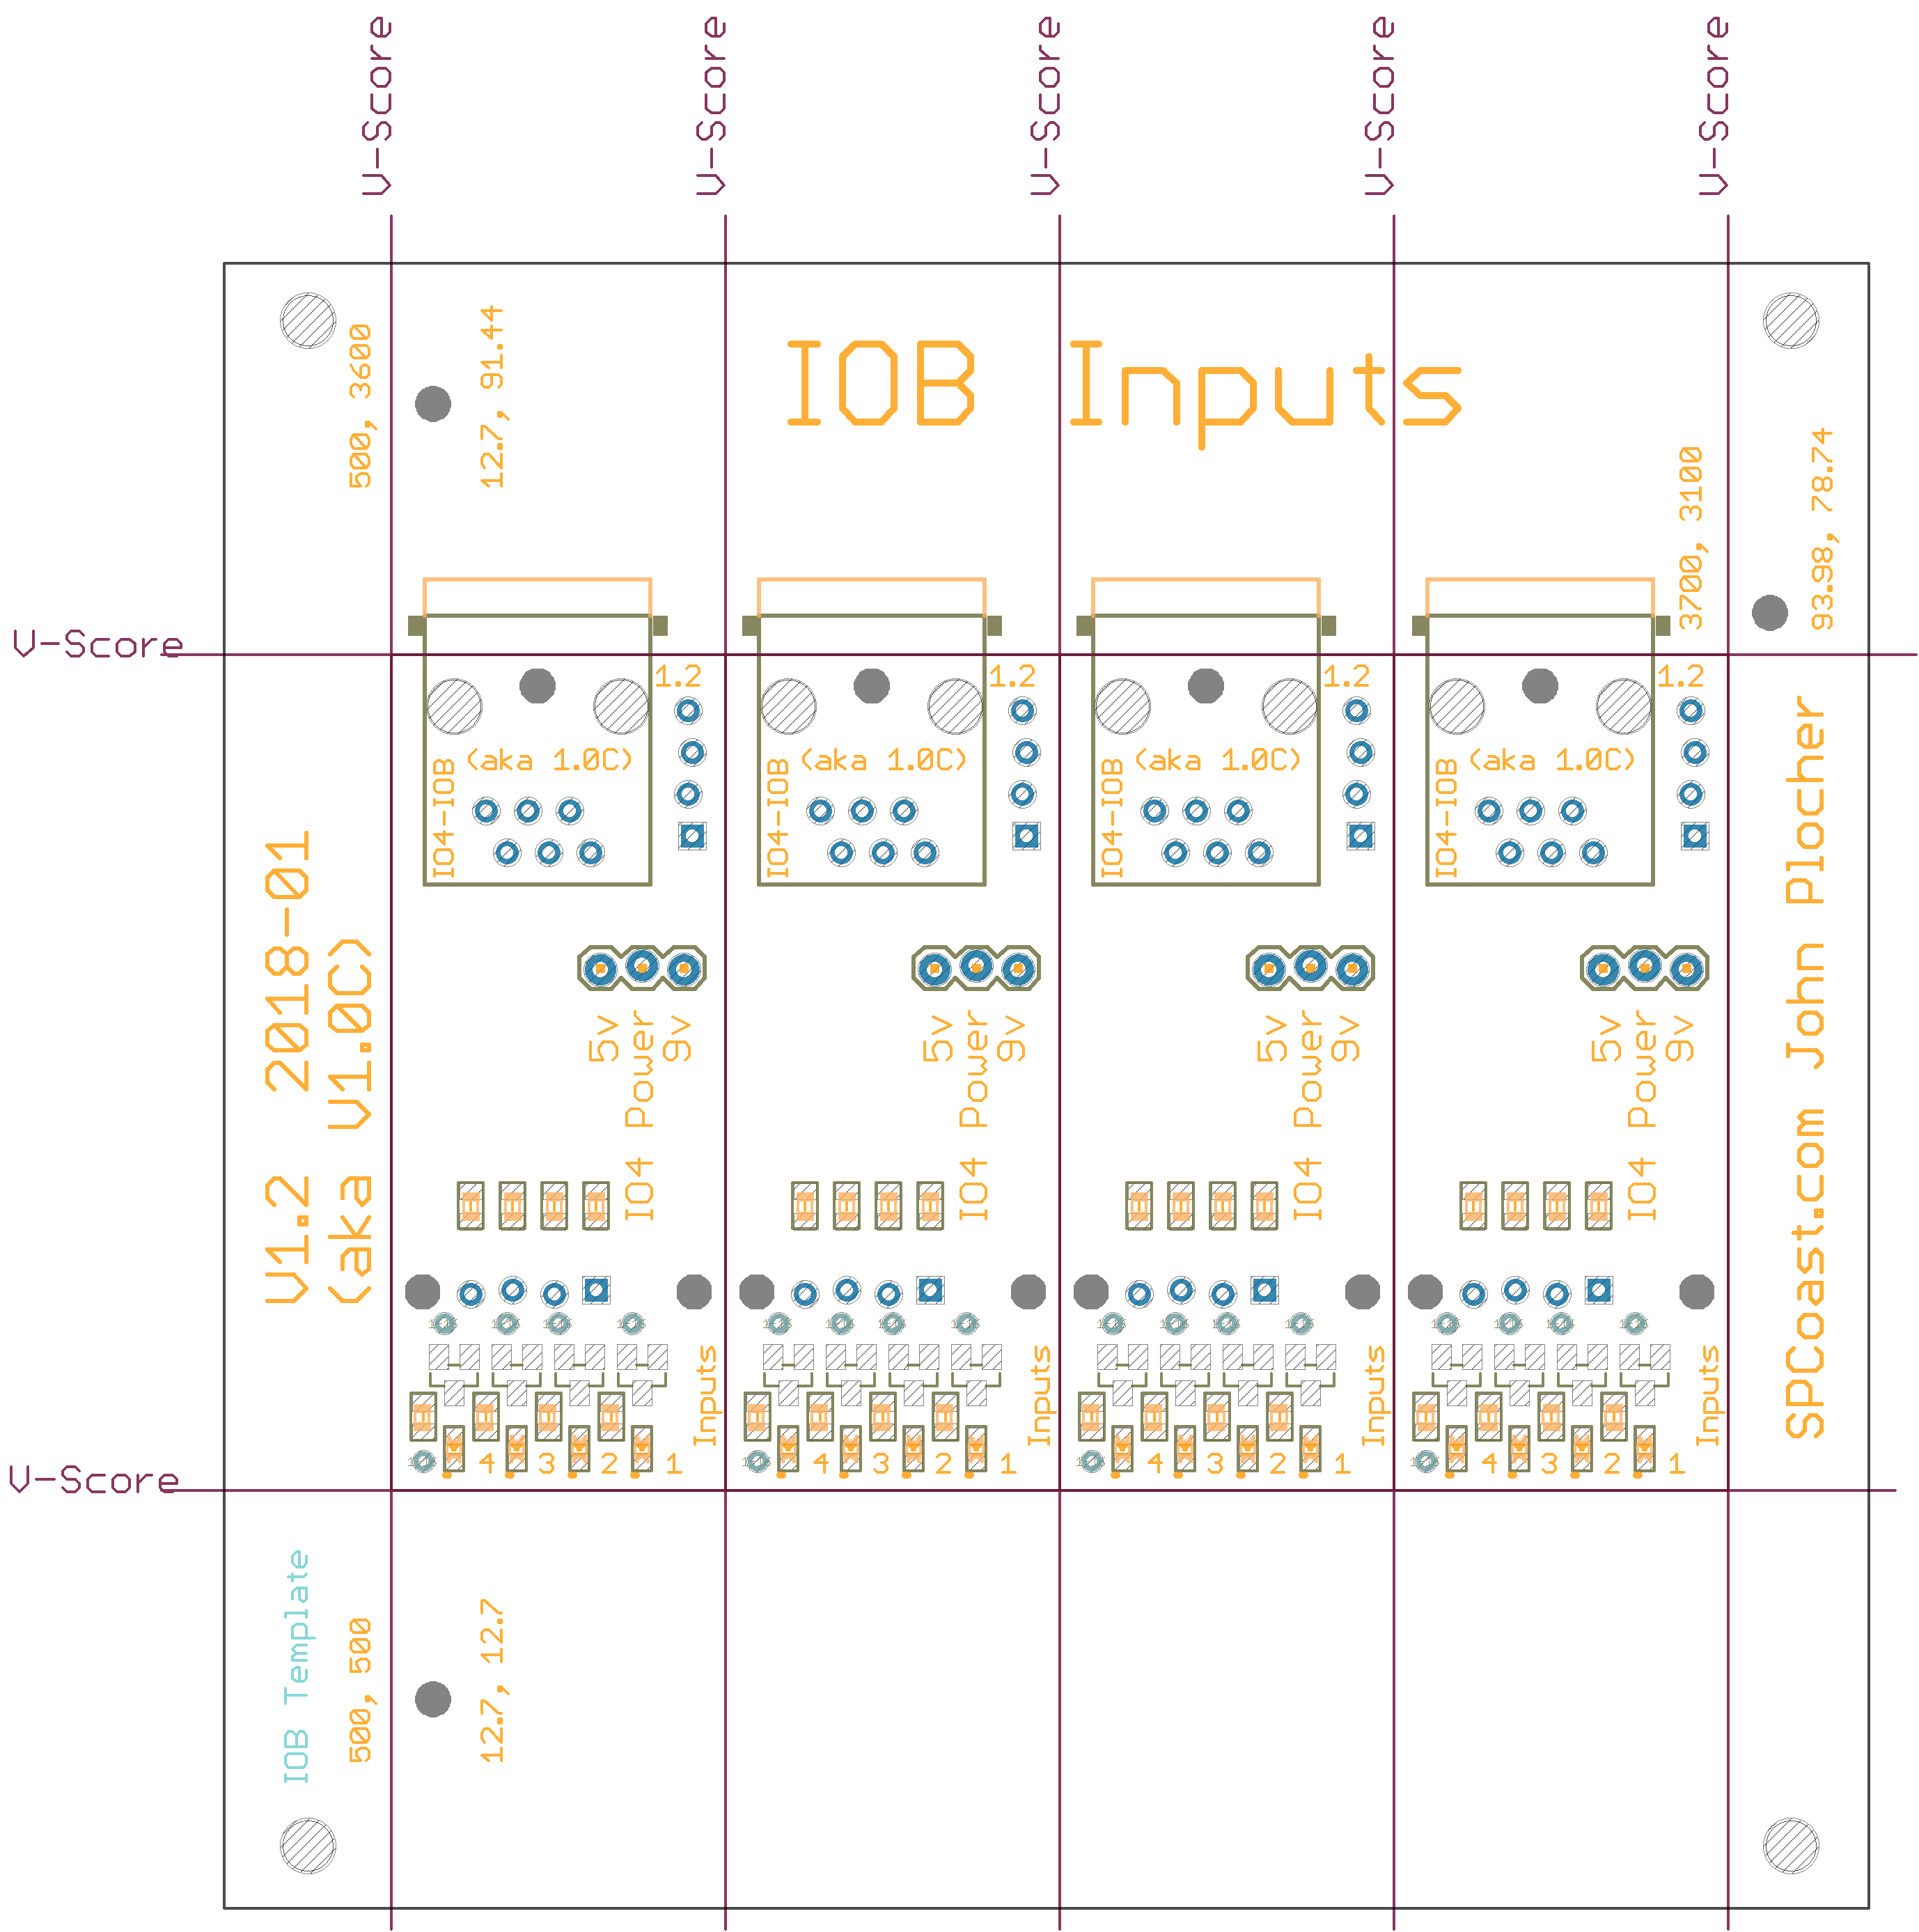 V-Score
V-Score
V-Score
V-Score
V-Score
IOB Inputs
500, 3600
12.7, 91.44
3700, 3100
93.98, 78.74
V-Score
1.2
1.2
1.2
1.2
(aka 1.0C)
(aka 1.0C)
(aka 1.0C)
(aka 1.0C)
IO4-IOB
IO4-IOB
IO4-IOB
IO4-IOB
V1.2 2018-01
(aka V1.0C)
SPCoast.com John Plocher
5v
IO4 Power
9v
5v
IO4 Power
9v
5v
IO4 Power
9v
5v
IO4 Power
9v
Inputs
Inputs
Inputs
Inputs
4 3 2 1
4 3 2 1
4 3 2 1
4 3 2 1
V-Score
IOB Template
500, 500
12.7, 12.7